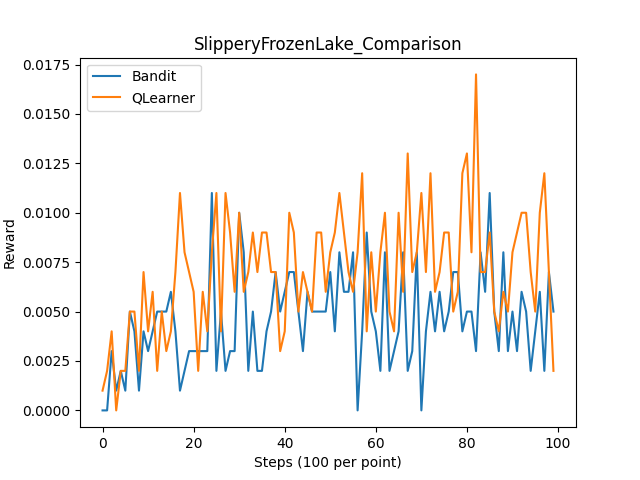 SlipperyFrozenLake_Comparison
0.0175
0.0150
0.0125
0.0100
0.0075
0.0050
0.0025
0.0000
Reward
Bandit
QLearner
0 20 40 60 80 100
Steps (100 per point)